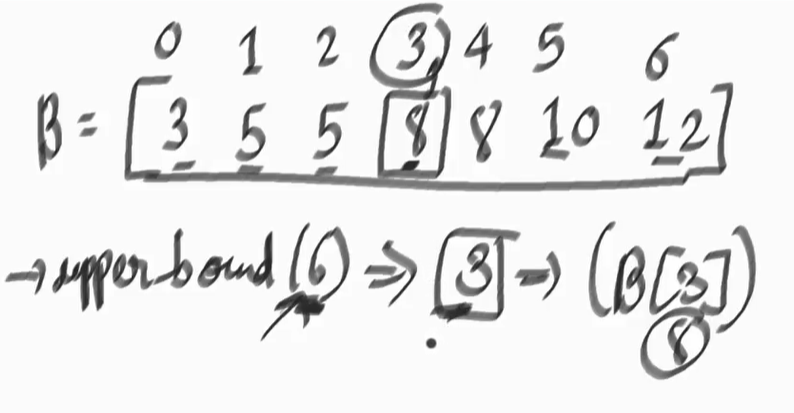 0 1 2 3 4 5 6
B = [3 5 5 8 8 10 12]
→ upper bound (6) ⇒ 3 ⇒ (B[3])
8